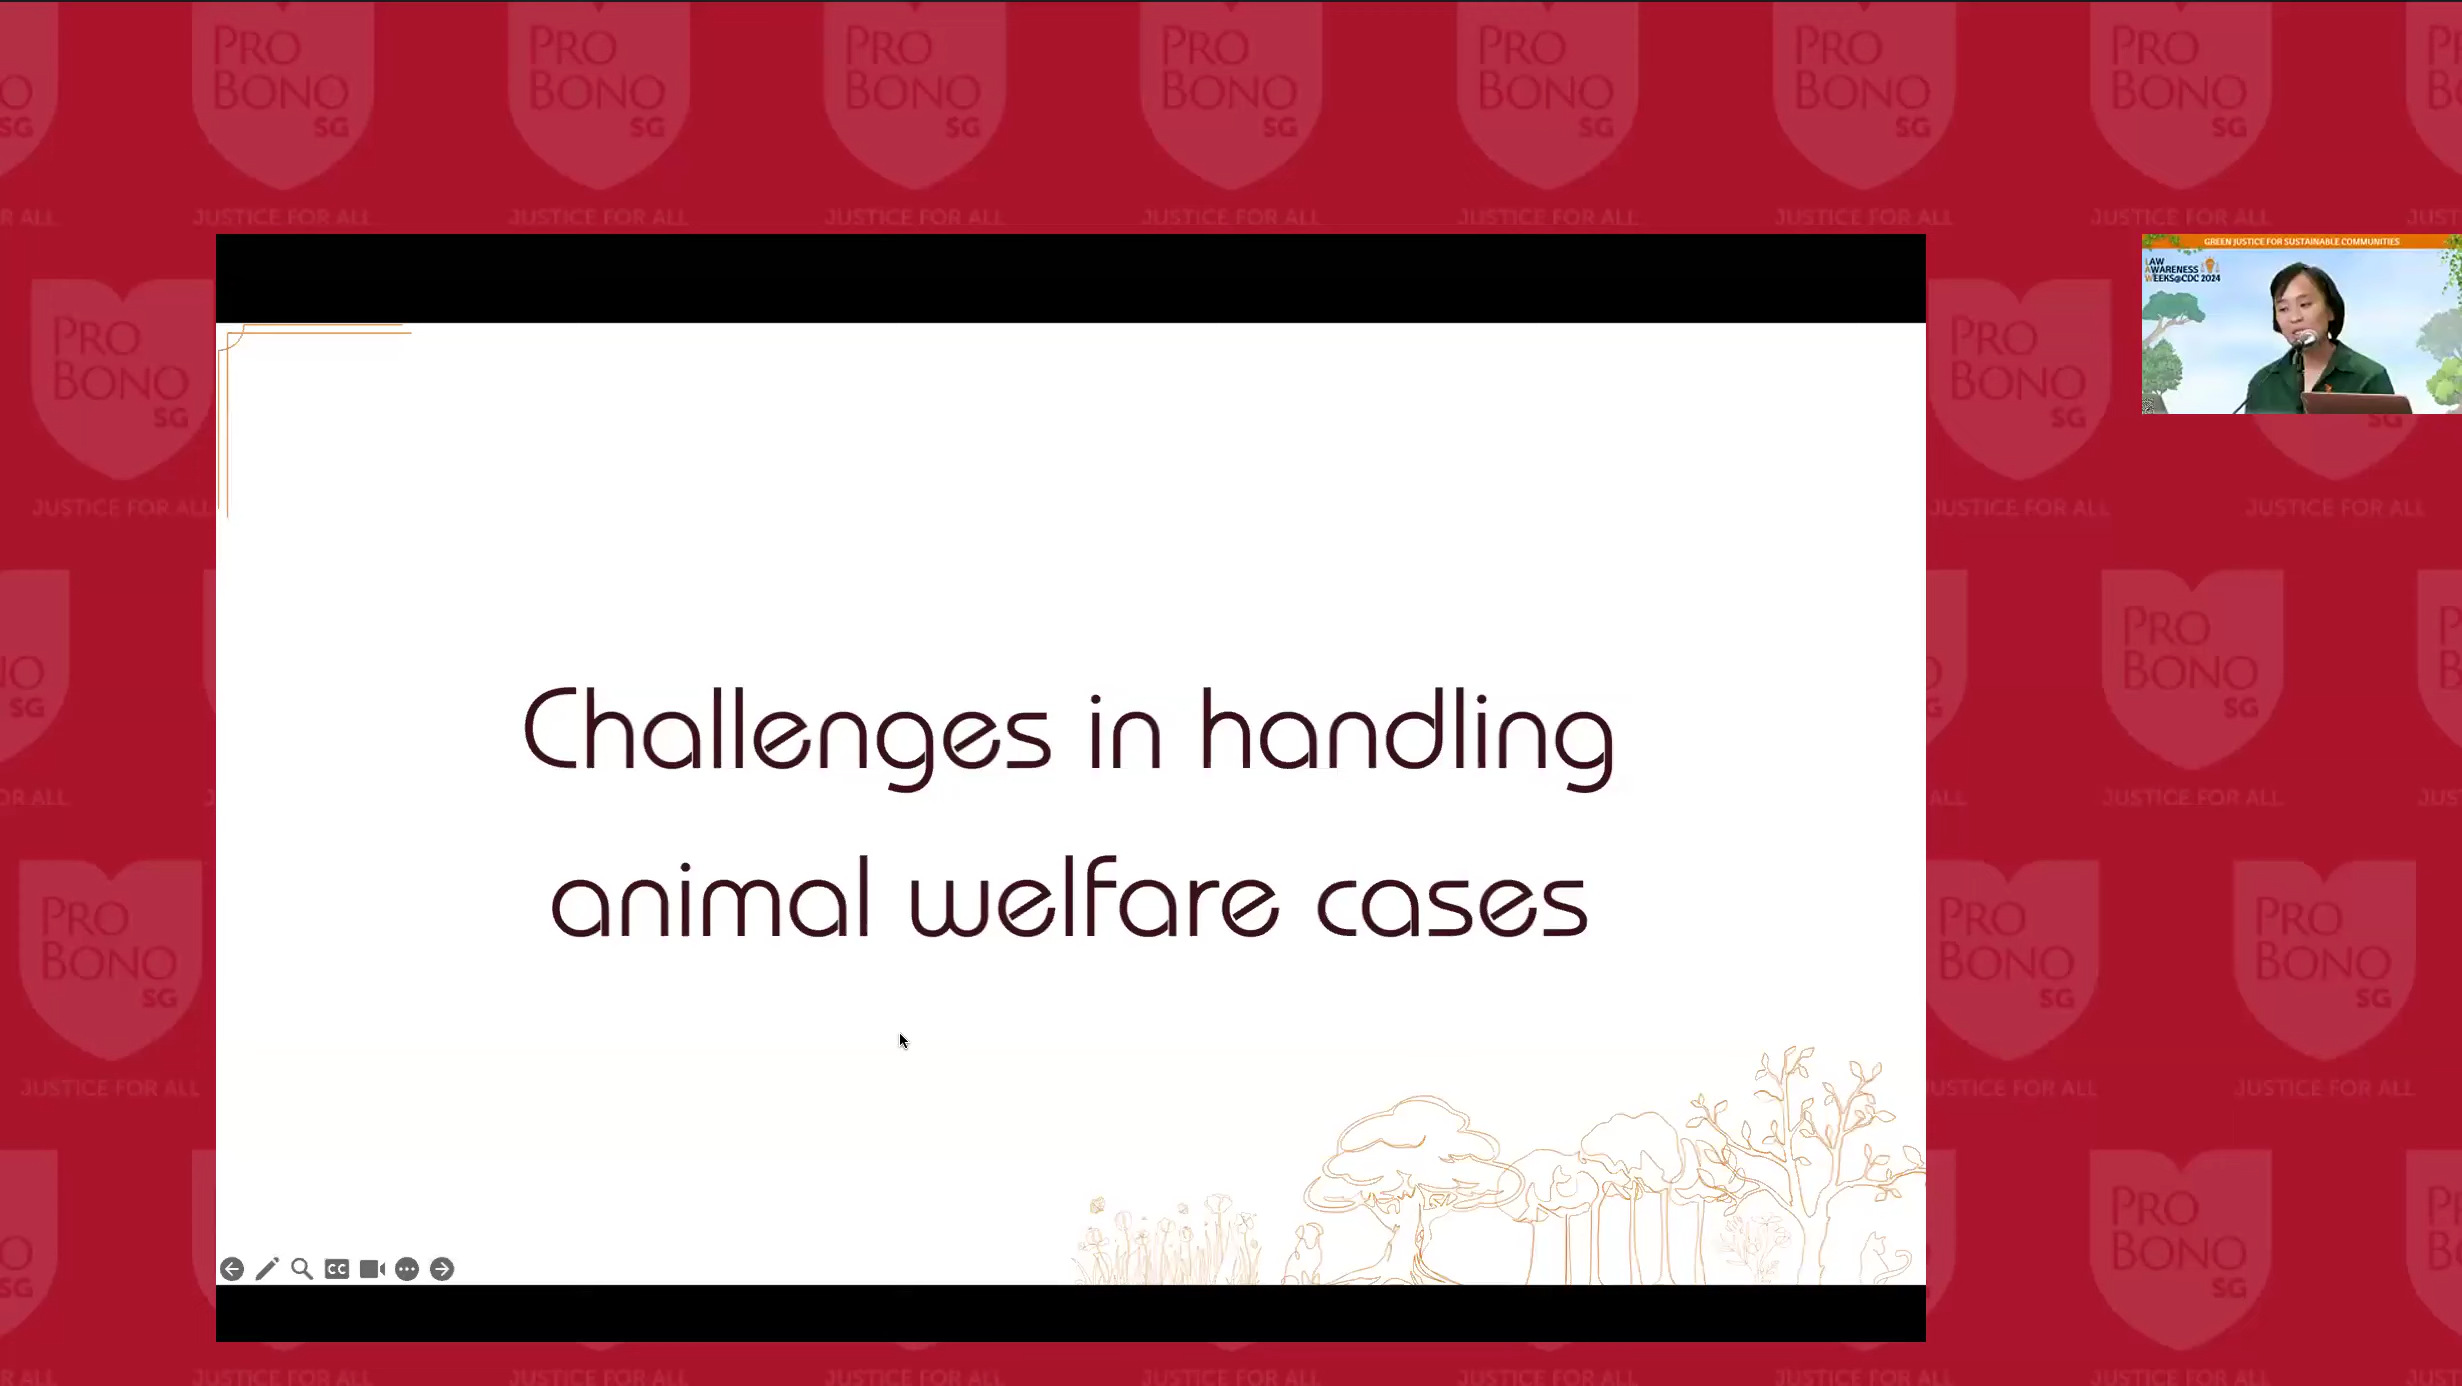 GREEN JUSTICE FOR SUSTAINABLE COMMUNITIES
LAW
AWARENESS
WEEKS@CDC 2024
Challenges in handling
animal welfare cases
CC
PRO
BONO
SG
JUSTICE FOR ALL